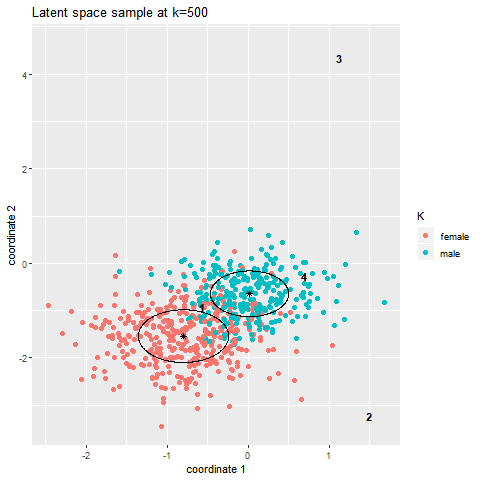 Latent space sample at k=500
3
4
2
0
-2
4
1
2
-2
-1
0
1
coordinate 1
coordinate 2
K
female
male